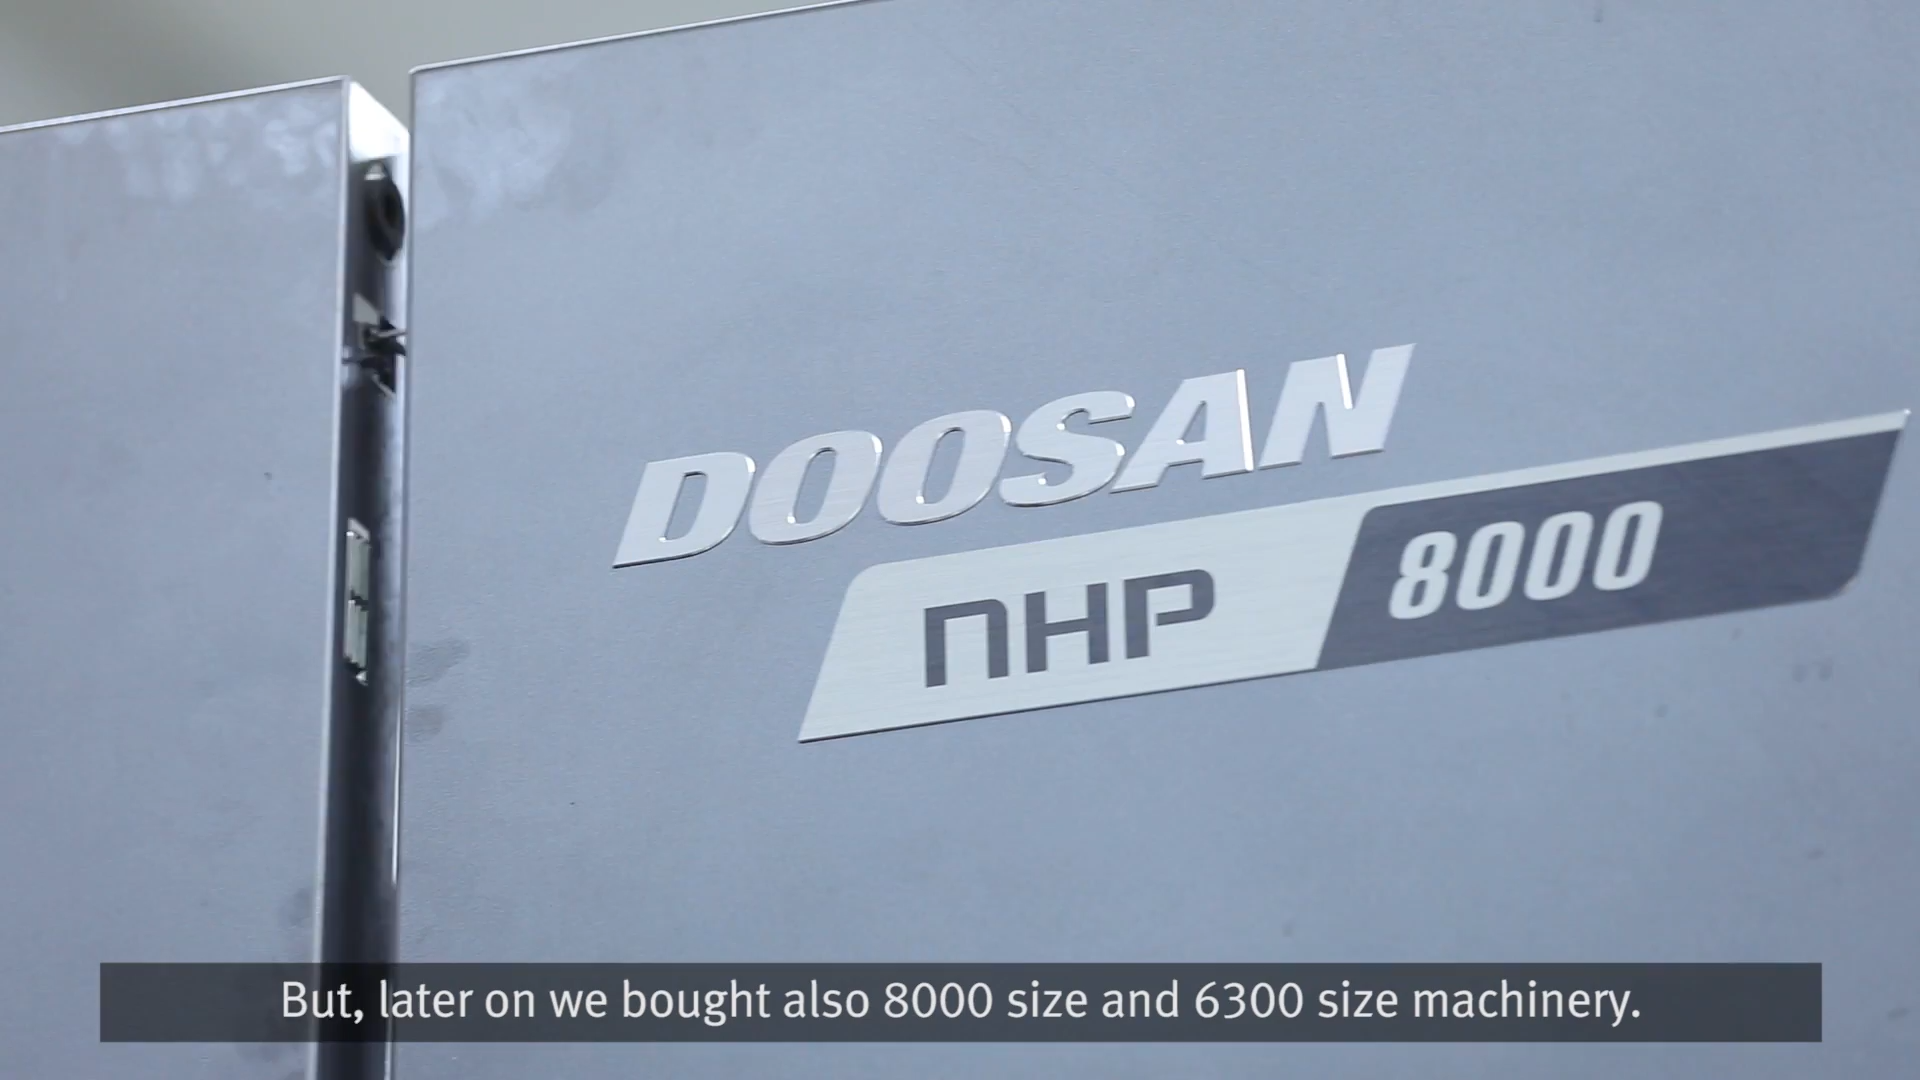 DOOSAN
NHP 8000
But, later on we bought also 8000 size and 6300 size machinery.